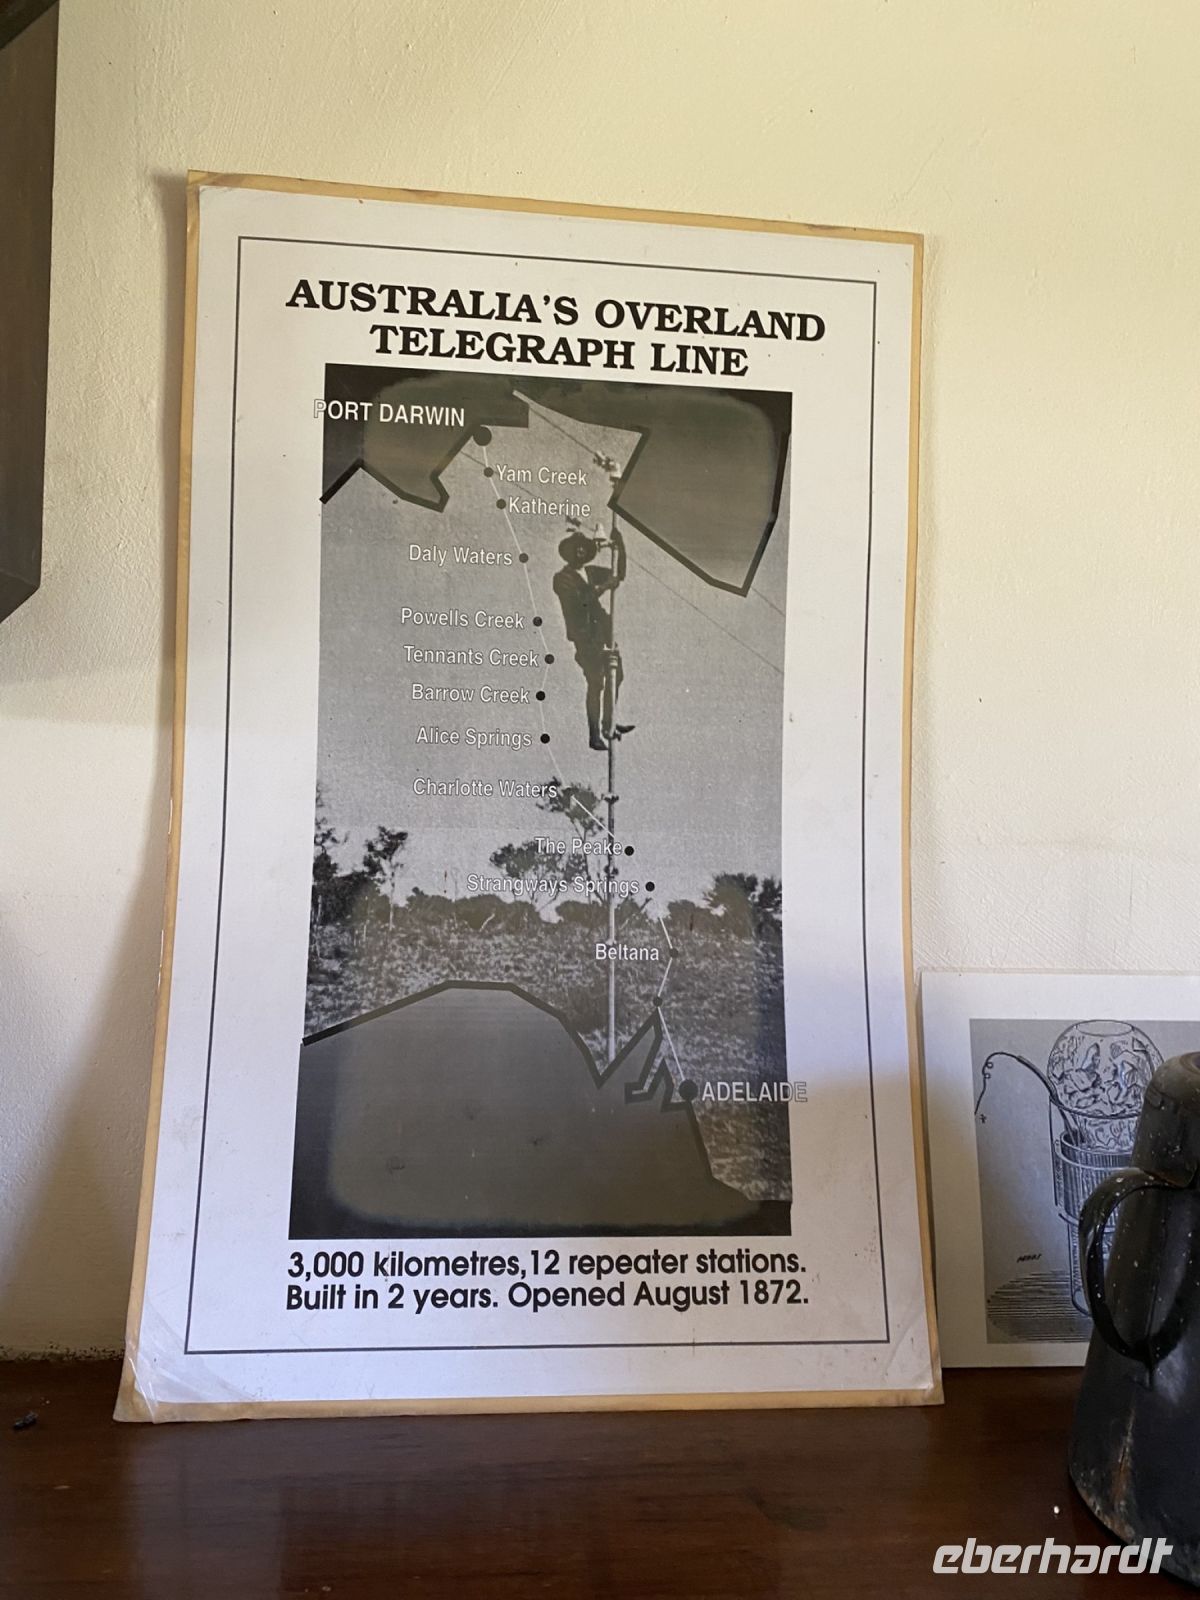 AUSTRALIA'S OVERLAND
TELEGRAPH LINE
PORT DARWIN
Yam Creek
Katherine
Daly Waters
Powells Creek
Tennants Creek
Barrow Creek
Alice Springs
Charlotte Waters
The Peake
Strangways Springs
Beltana
ADELAIDE
3,000 kilometres, 12 repeater stations.
Built in 2 years. Opened August 1872.
eberhardt